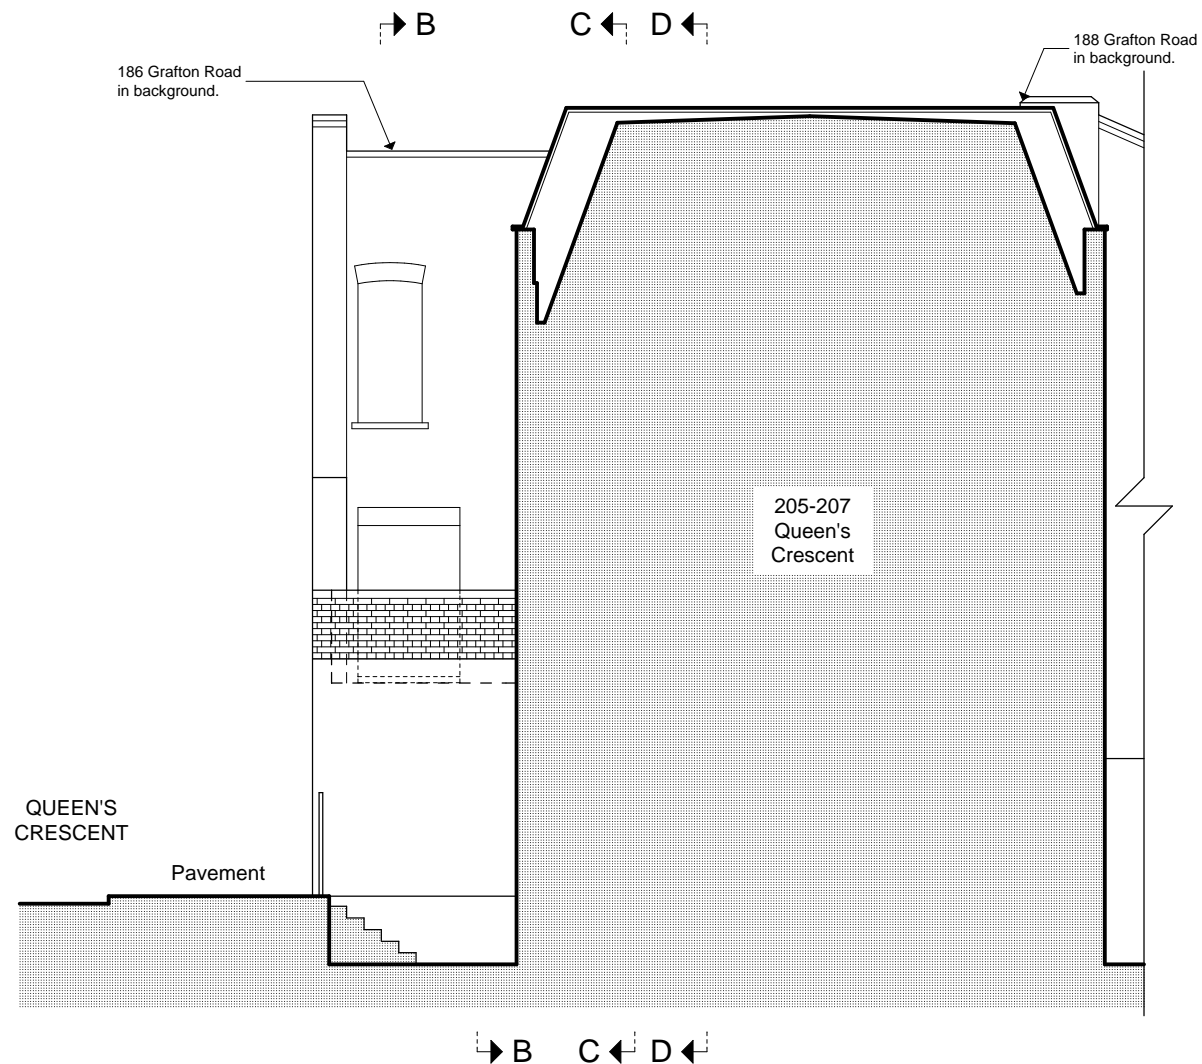 B
C
D
188 Grafton Road
in background.
186 Grafton Road
in background.
205-207
Queen's
Crescent
QUEEN'S
CRESCENT
Pavement
B
C
D